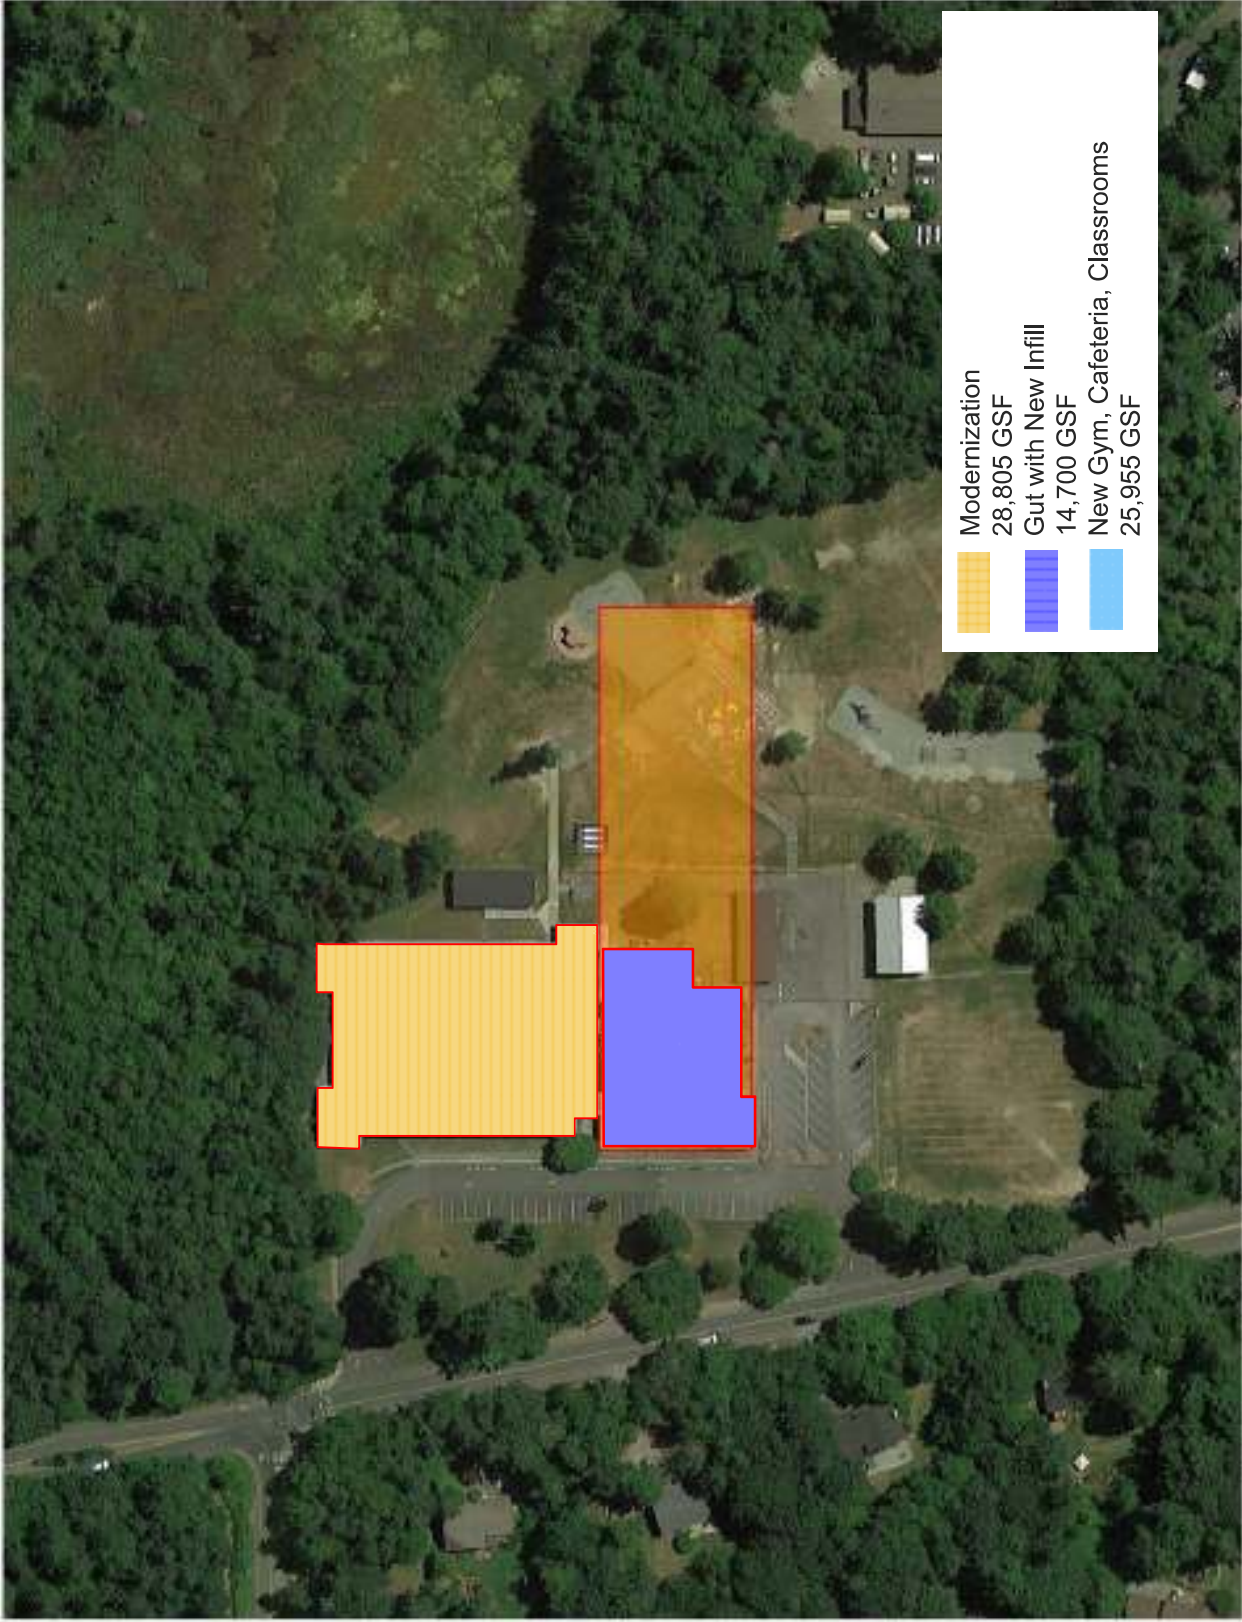 Modernization
28,805 GSF
Gut with New Infill
14,700 GSF
New Gym, Cafeteria, Classrooms
25,955 GSF